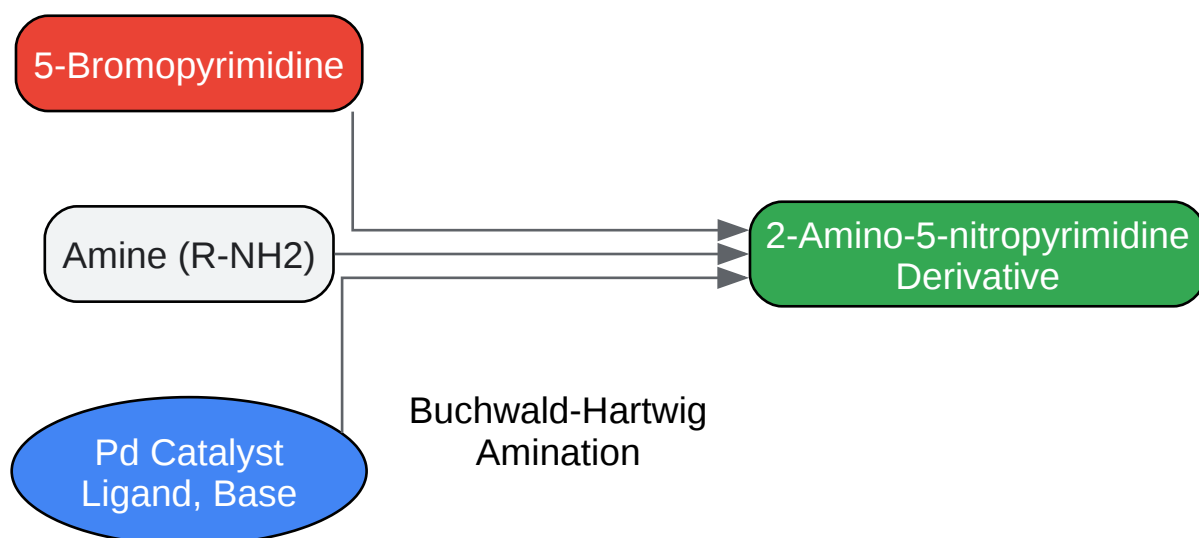 5-Bromopyrimidine
Amine (R-NH2)
2-Amino-5-nitropyrimidine
Derivative
Pd Catalyst
Ligand, Base
Buchwald-Hartwig
Amination